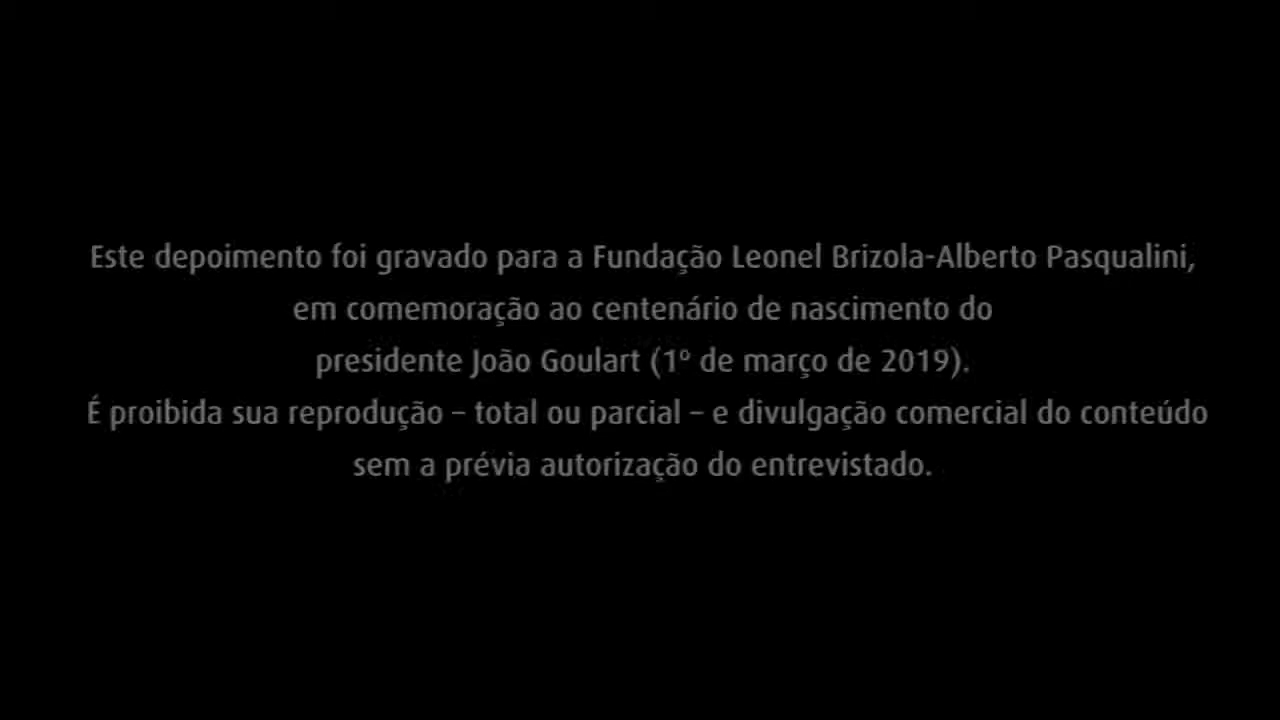 Este depoimento foi gravado para a Fundação Leonel Brizola-Alberto Pasqualini,
em comemoração ao centenário de nascimento do
presidente João Goulart (1º de março de 2019).
É proibida sua reprodução – total ou parcial – e divulgação comercial do conteúdo
sem a prévia autorização do entrevistado.